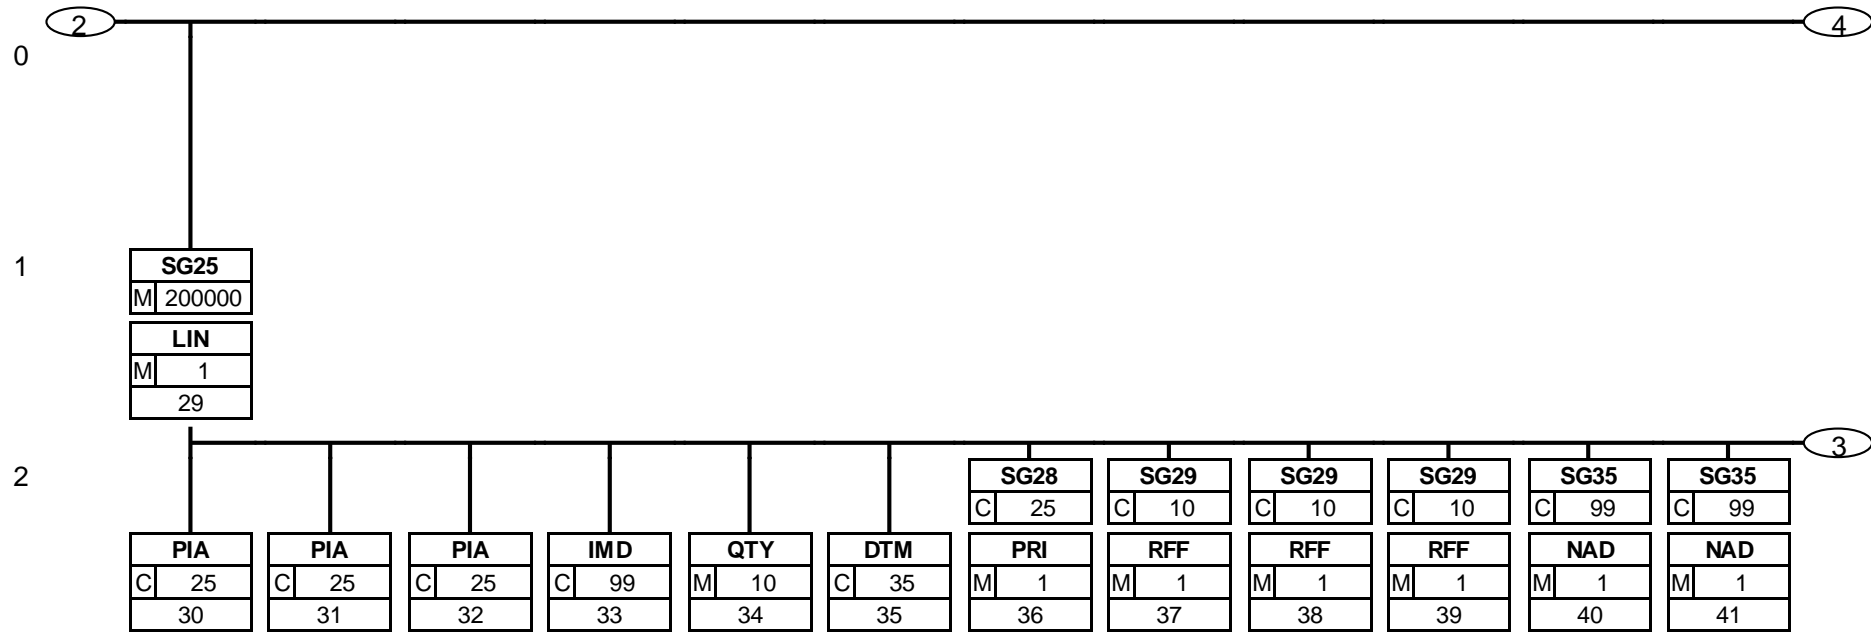 2 4
0
1
SG25
M 200000
LIN
M 1
29
3
2
SG28 SG29 SG29 SG29 SG35 SG35
C 25 C 10 C 10 C 10 C 99 C 99
PIA PIA PIA IMD QTY DTM PRI RFF RFF RFF NAD NAD
C 25 C 25 C 25 C 99 M 10 C 35 M 1 M 1 M 1 M 1 M 1 M 1
30 31 32 33 34 35 36 37 38 39 40 41